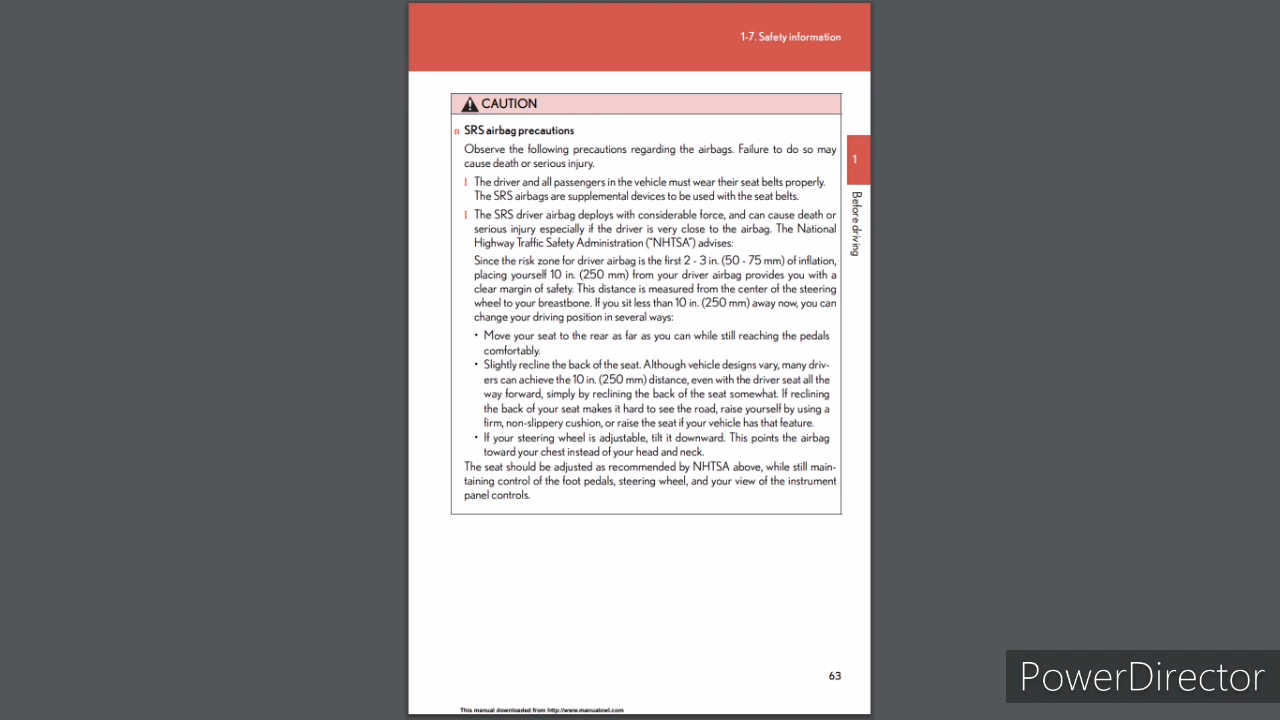 1-7. Safety information
CAUTION
n SRS airbag precautions
Observe the following precautions regarding the airbags. Failure to do so may
cause death or serious injury.
l The driver and all passengers in the vehicle must wear their seat belts properly.
The SRS airbags are supplemental devices to be used with the seat belts.
l The SRS driver airbag deploys with considerable force, and can cause death or
serious injury especially if the driver is very close to the airbag. The National
Highway Traffic Safety Administration ("NHTSA") advises:
Since the risk zone for driver airbag is the first 2 - 3 in. (50 - 75 mm) of inflation,
placing yourself 10 in. (250 mm) from your driver airbag provides you with a
clear margin of safety. This distance is measured from the center of the steering
wheel to your breastbone. If you sit less than 10 in. (250 mm) away now, you can
change your driving position in several ways:
• Move your seat to the rear as far as you can while still reaching the pedals
comfortably.
• Slightly recline the back of the seat. Although vehicle designs vary, many driv-
ers can achieve the 10 in. (250 mm) distance, even with the driver seat all the
way forward, simply by reclining the back of the seat somewhat. If reclining
the back of your seat makes it hard to see the road, raise yourself by using a
firm, non-slippery cushion, or raise the seat if your vehicle has that feature.
• If your steering wheel is adjustable, tilt it downward. This points the airbag
toward your chest instead of your head and neck.
The seat should be adjusted as recommended by NHTSA above, while still main-
taining control of the foot pedals, steering wheel, and your view of the instrument
panel controls.
1
Before driving
63
This manual downloaded from http://www.manualowl.com
PowerDirector